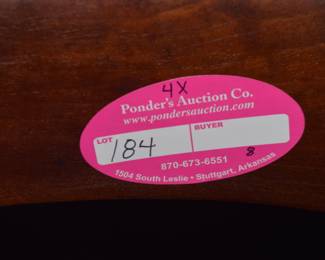 4X
Ponder's Auction Co.
www.pondersauction.com
LOT BUYER
184
870-673-6551
8
1504 South Leslie • Stuttgart, Arkansas